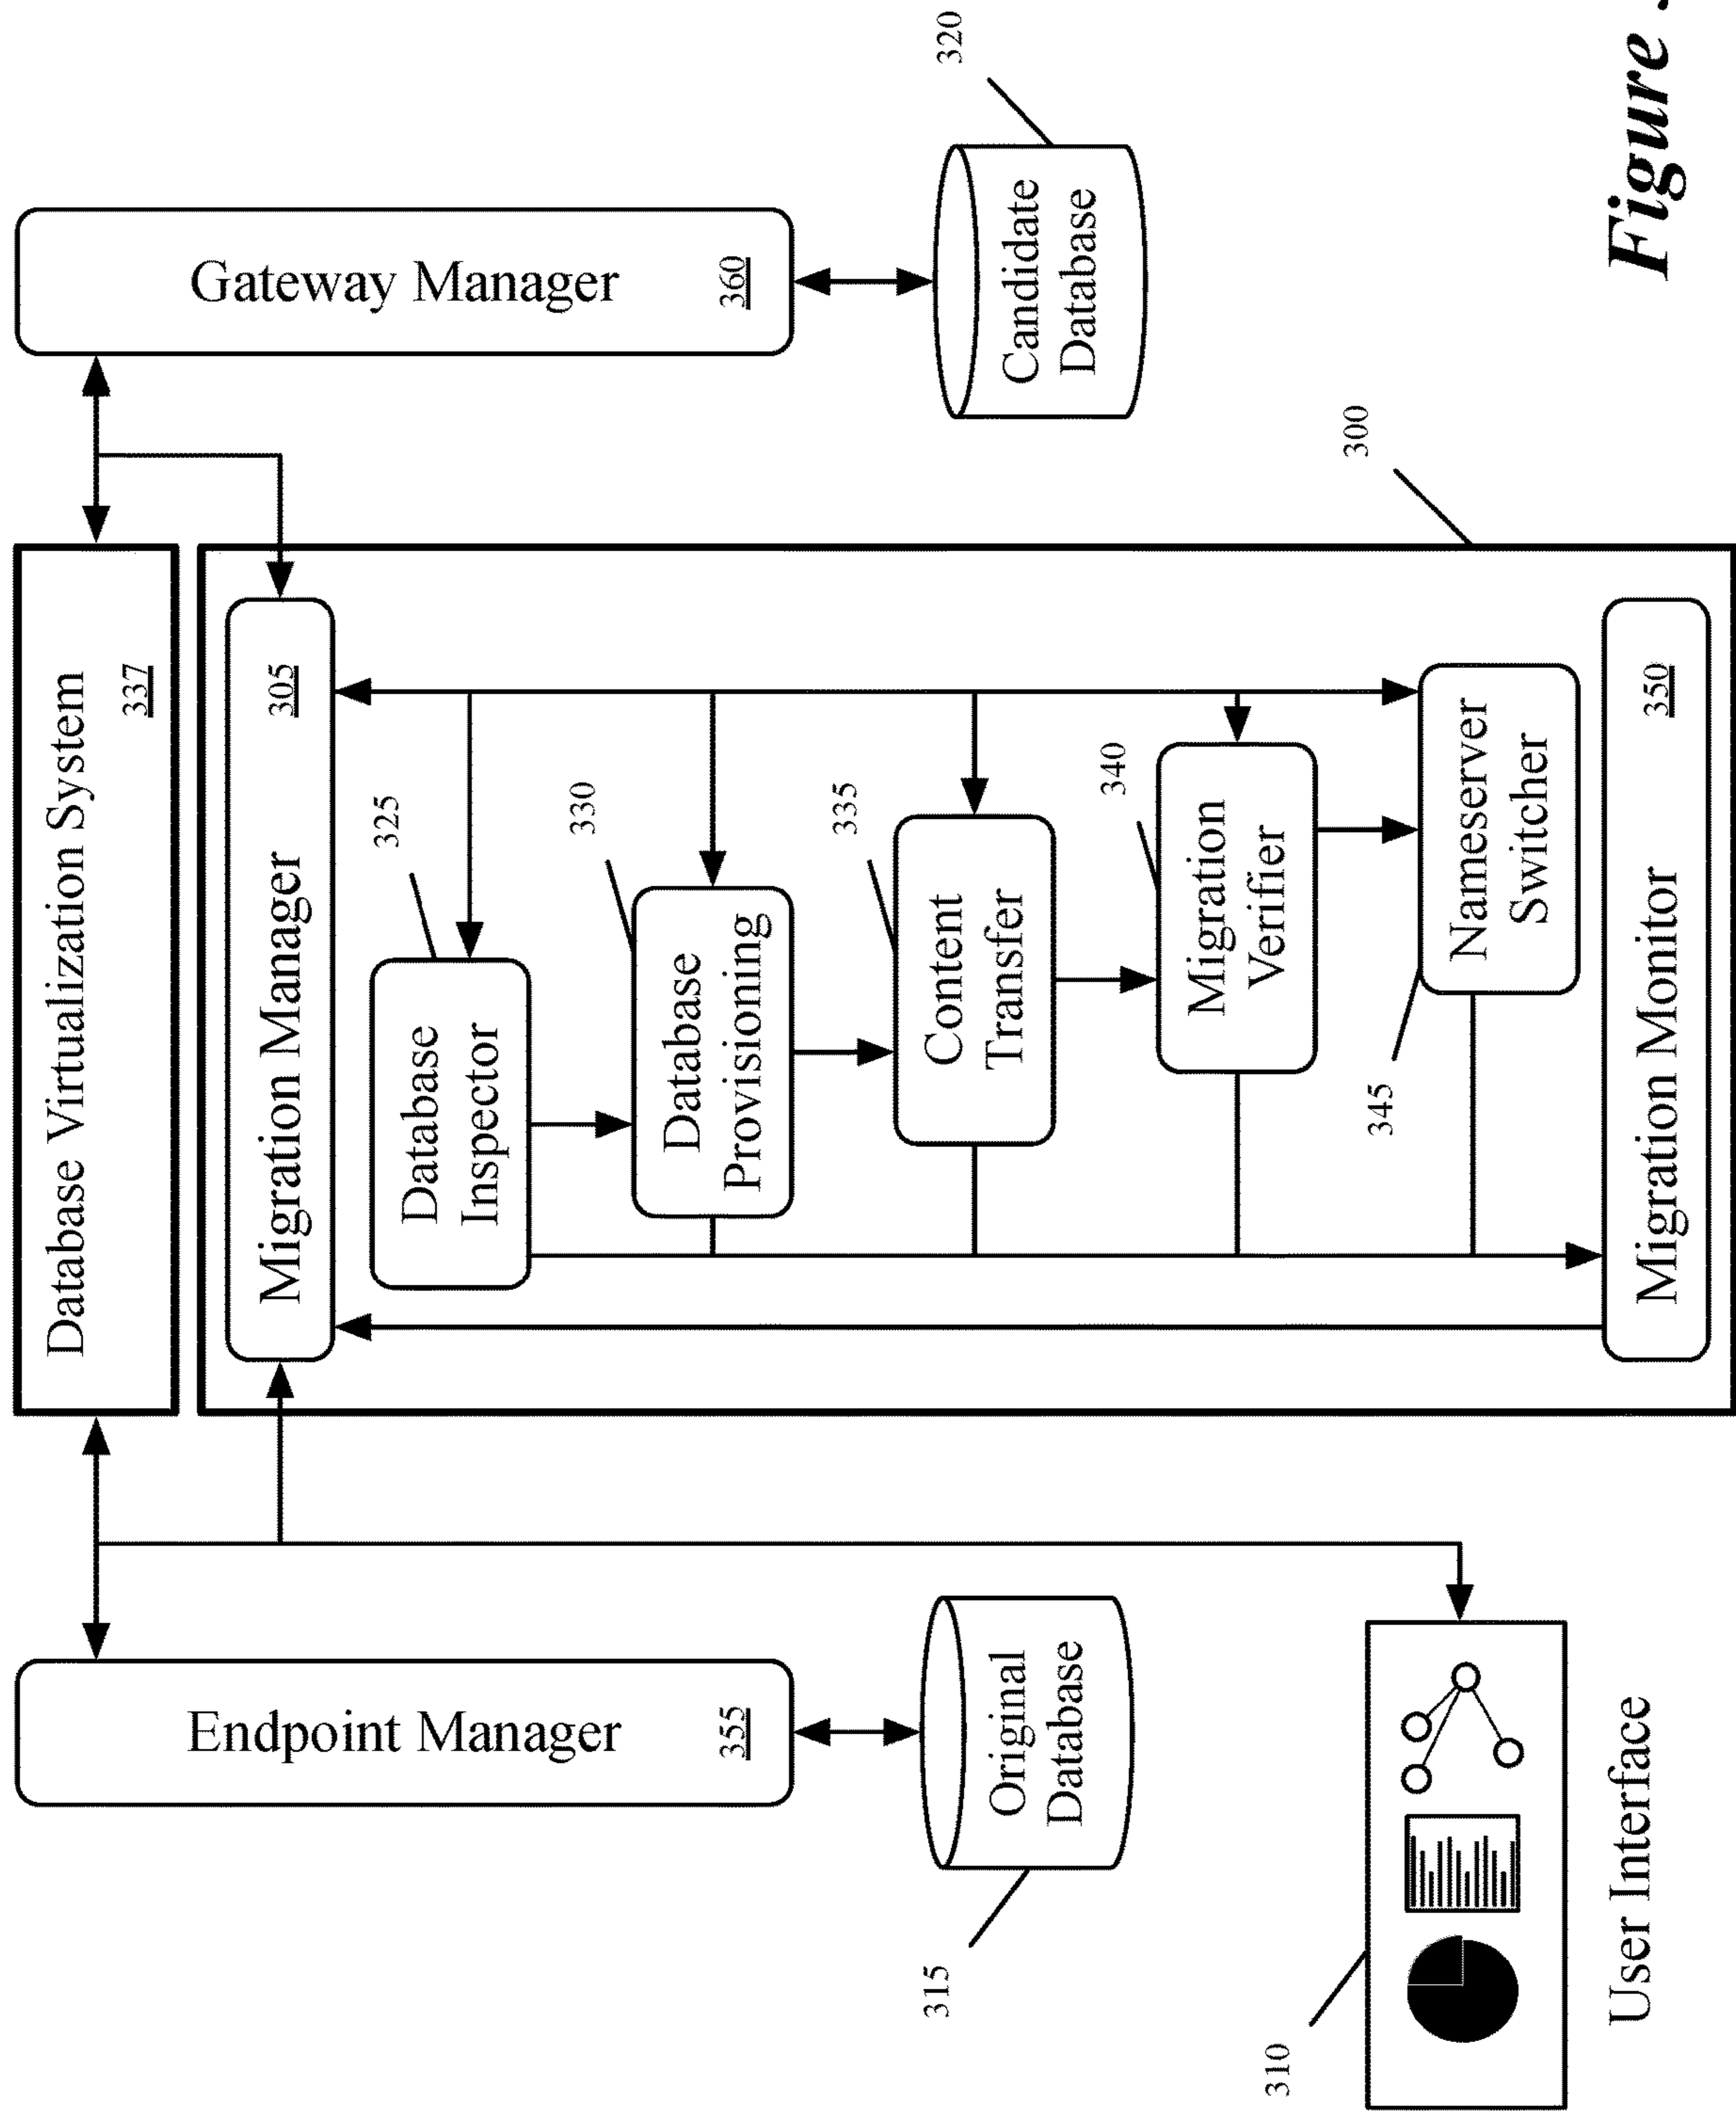 Database Virtualization System
337
Endpoint Manager
355
Gateway Manager
360
Migration Manager
305
325
Database
Inspector
330
Database
Provisioning
335
Content
Transfer
340
Migration
Verifier
345
Nameserver
Switcher
Migration Monitor
350
300
Original
Database
315
Candidate
Database
320
310
User Interface
Figure